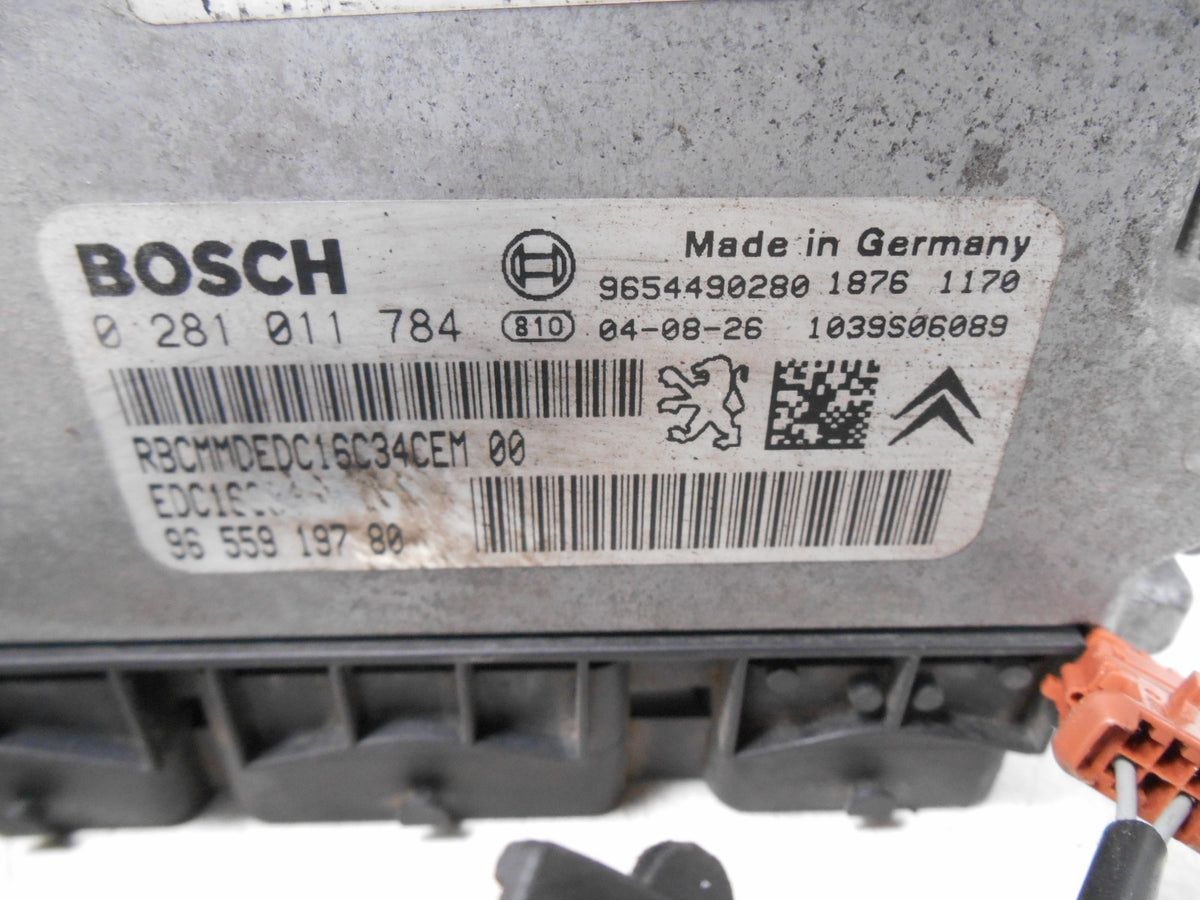 BOSCH
Made in Germany
9654490280 1876 1170
0 281 011 784 810 04-08-26 1039S06089
RBCMMDEDC16C34CEM 00
96 559 197 80